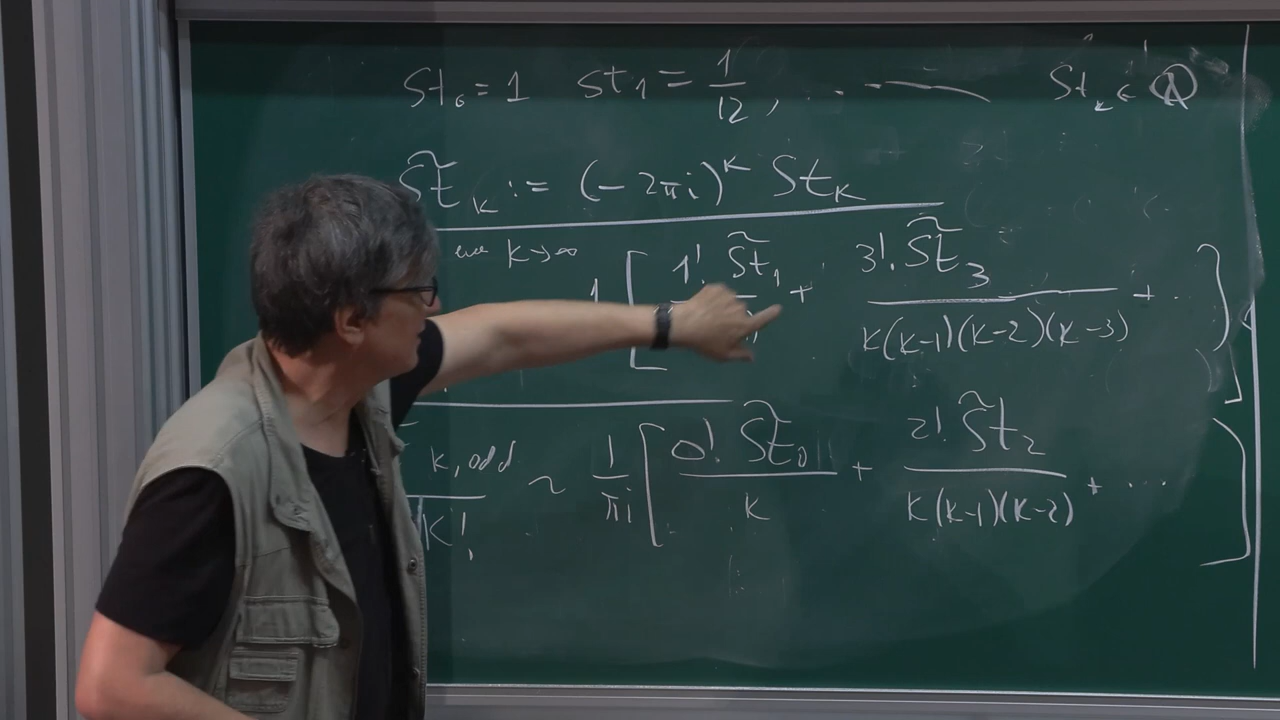 St₀ = 1 St₁ = 1/12, ... St_k ∈ ℚ
S̃t_k := (-2πi)^k St_k
k→∞ [ 1! S̃t₁ + 3! S̃t₃ / k(k-1)(k-2)(k-3) + .. ]
k, odd / k! ~ 1/πi [ 0! S̃t₀ / k + 2! S̃t₂ / k(k-1)(k-2) + ... ]